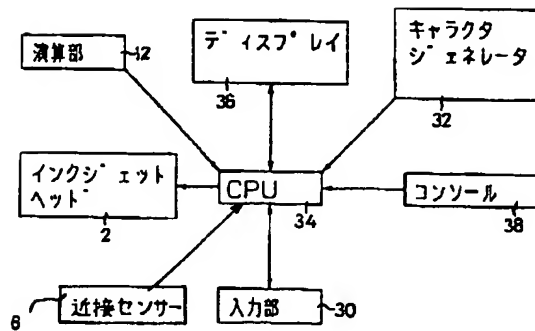 演算部 12
ディスプレイ
36
キャラクタ
ジェネレータ
32
インクジェット
ヘッド
2
CPU
34
コンソール
38
6 近接センサー
入力部 30